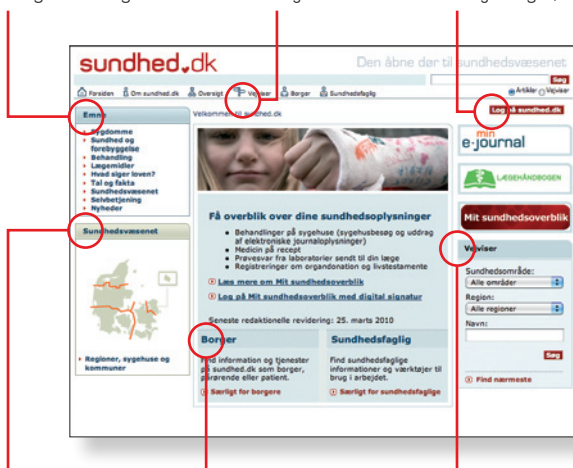 sundhed.dk
Den åbne dør til sundhedsvæsenet
Søg
Forsiden
Om sundhed.dk
Oversigt
Vejviser
Borger
Sundhedsfaglig
Artikler
Vejviser
Emne
Velkommen til sundhed.dk
Log på sundhed.dk
Sygdomme
Sundhed og
forebyggelse
Behandling
Lægemidler
Hvad siger loven?
Tal og fakta
Sundhedsvæsenet
Selvbetjening
Nyheder
Sundhedsvæsenet
Regioner, sygehuse og
kommuner
Få overblik over dine sundhedsoplysninger
Behandlinger på sygehuse (sygehusbesøg og uddrag
af elektroniske journaloplysninger)
Medicin på recept
Prøvesvar fra laboratorier sendt til din læge
Registreringer om organdonation og livstestamente
Læs mere om Mit sundhedsoverblik
Log på Mit sundhedsoverblik med digital signatur
Seneste redaktionelle revidering: 25. marts 2010
Borger
Find information og tjenester
på sundhed.dk som borger,
pårørende eller patient.
Særligt for borgere
Sundhedsfaglig
Find sundhedsfaglige
informationer og værktøjer til
brug i arbejdet.
Særligt for sundhedsfaglige
min
e-journal
LÆGEHÅNDBOGEN
Mit sundhedsoverblik
Vejviser
Sundhedsområde:
Alle områder
Region:
Alle regioner
Navn:
Søg
Find nærmeste